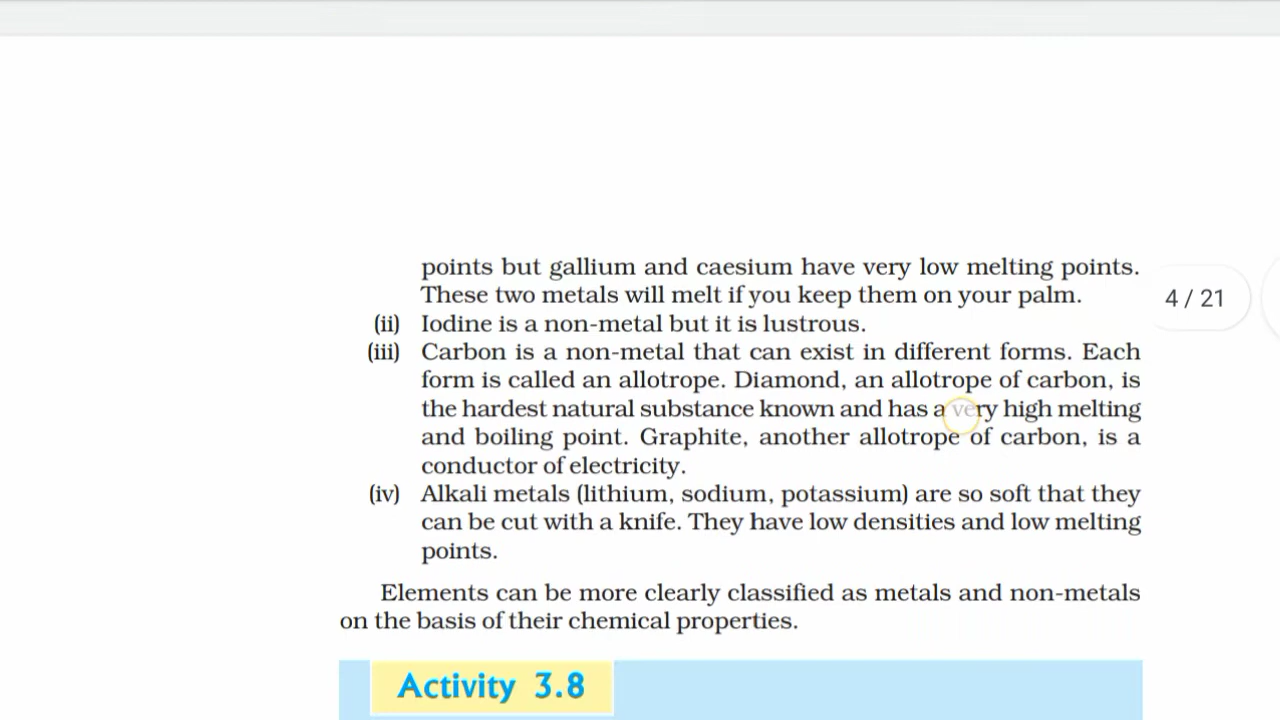 points but gallium and caesium have very low melting points.
These two metals will melt if you keep them on your palm.
4 / 21
(ii) Iodine is a non-metal but it is lustrous.
(iii) Carbon is a non-metal that can exist in different forms. Each
form is called an allotrope. Diamond, an allotrope of carbon, is
the hardest natural substance known and has a very high melting
and boiling point. Graphite, another allotrope of carbon, is a
conductor of electricity.
(iv) Alkali metals (lithium, sodium, potassium) are so soft that they
can be cut with a knife. They have low densities and low melting
points.
Elements can be more clearly classified as metals and non-metals
on the basis of their chemical properties.
Activity 3.8